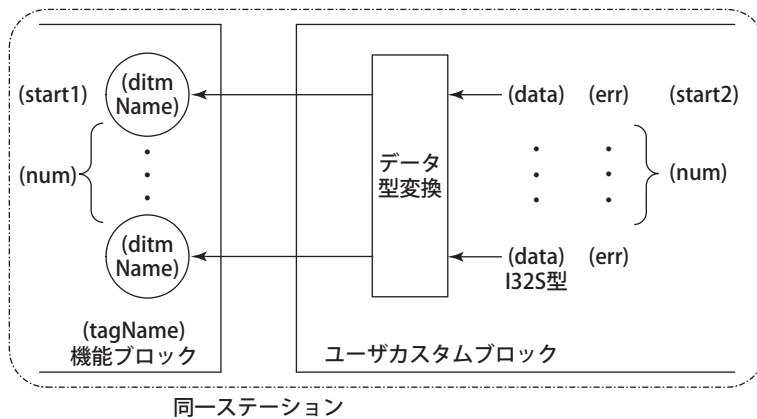 (start1)
(ditm
Name)
(data)
(err)
(start2)
(num)
データ
型変換
(num)
(ditm
Name)
(data)
(err)
I32S型
(tagName)
機能ブロック
ユーザカスタムブロック
同一ステーション